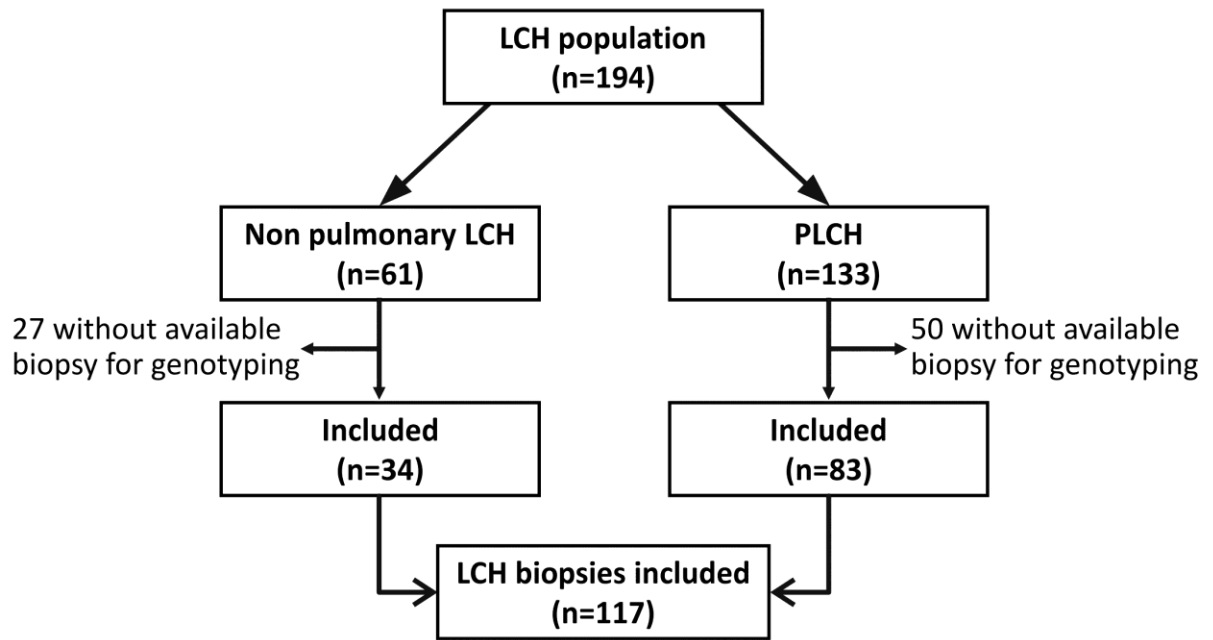 LCH population
(n=194)
Non pulmonary LCH
(n=61)
PLCH
(n=133)
27 without available
biopsy for genotyping
50 without available
biopsy for genotyping
Included
(n=34)
Included
(n=83)
LCH biopsies included
(n=117)